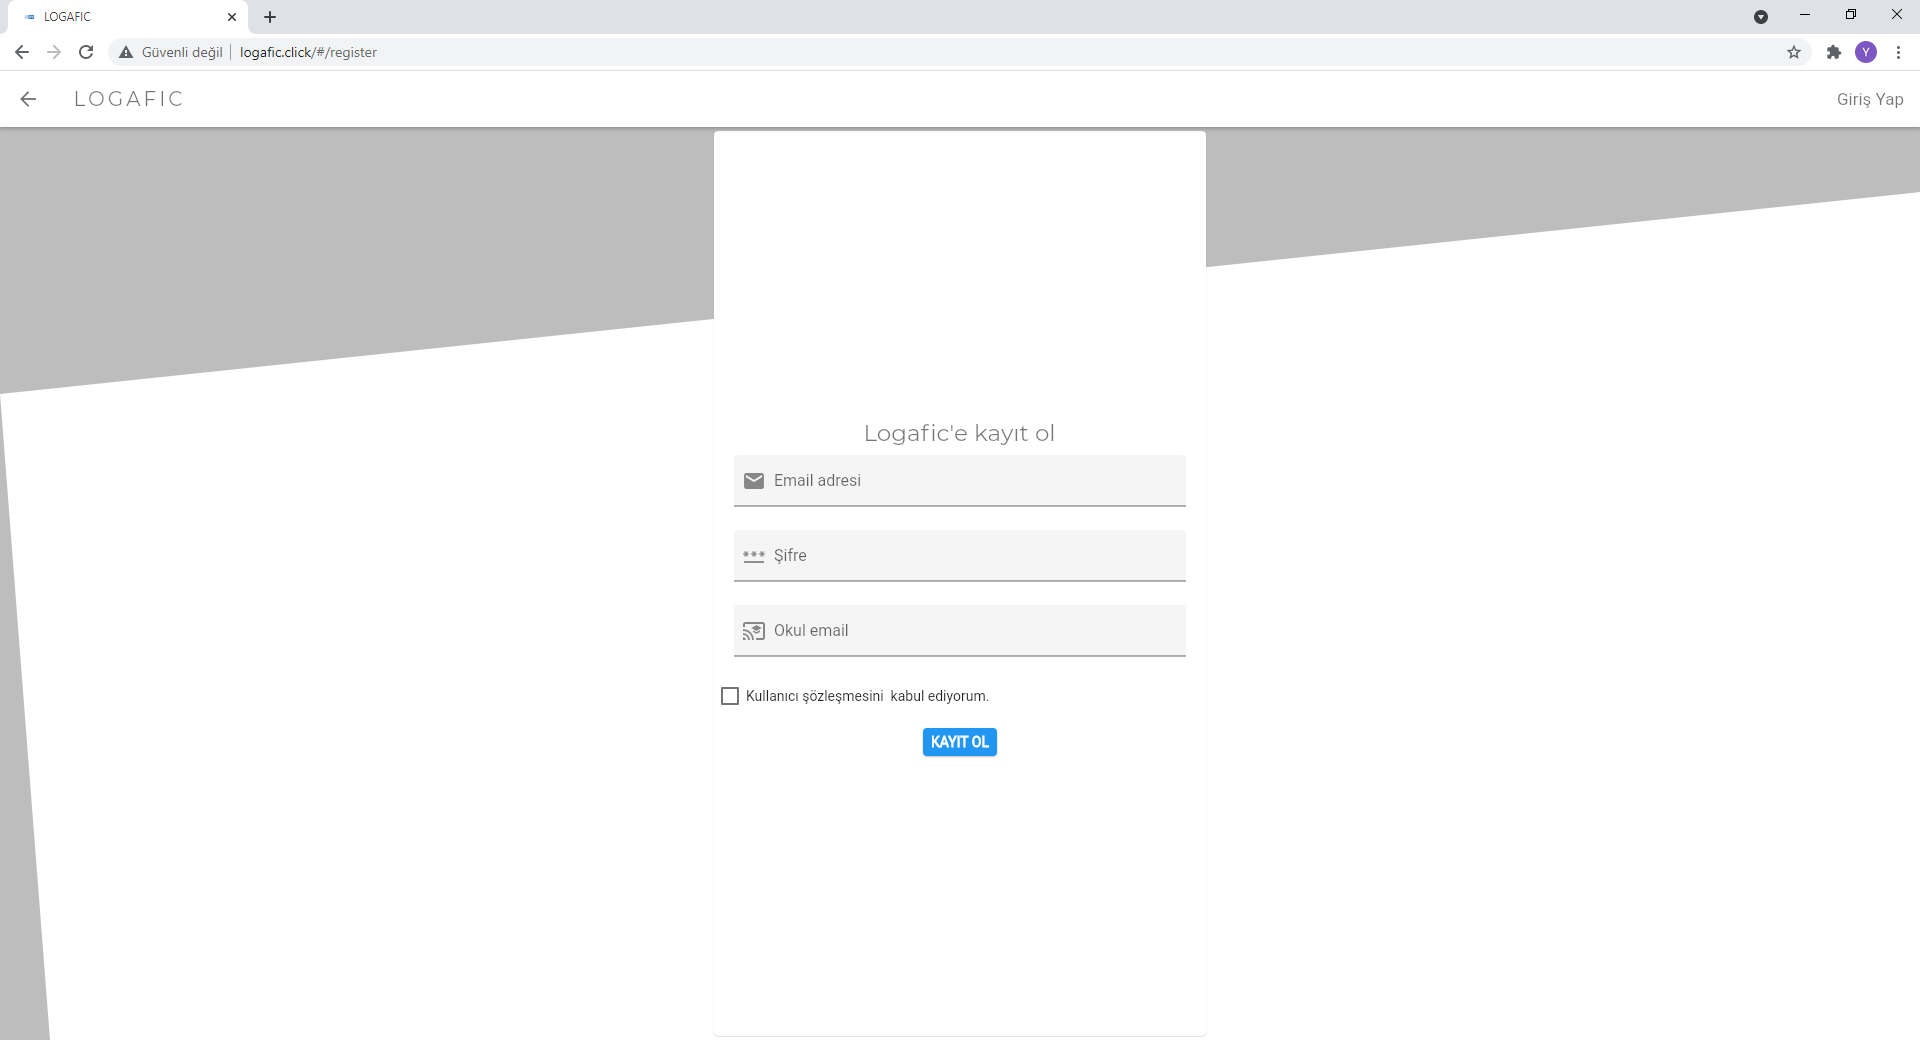 LOGAFIC
Güvenli değil logafic.click/#/register
Y
LOGAFIC
Giriş Yap
Logafic'e kayıt ol
Email adresi
Şifre
Okul email
Kullanıcı şözleşmesini kabul ediyorum.
KAYIT OL